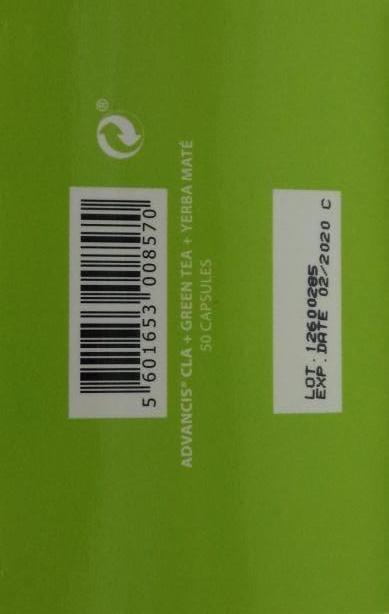 ®
5 601653 008570
ADVANCIS® CLA + GREEN TEA + YERBA MATÉ
50 CAPSULES
LOT: 12600285
EXP.DATE 02/2020 C